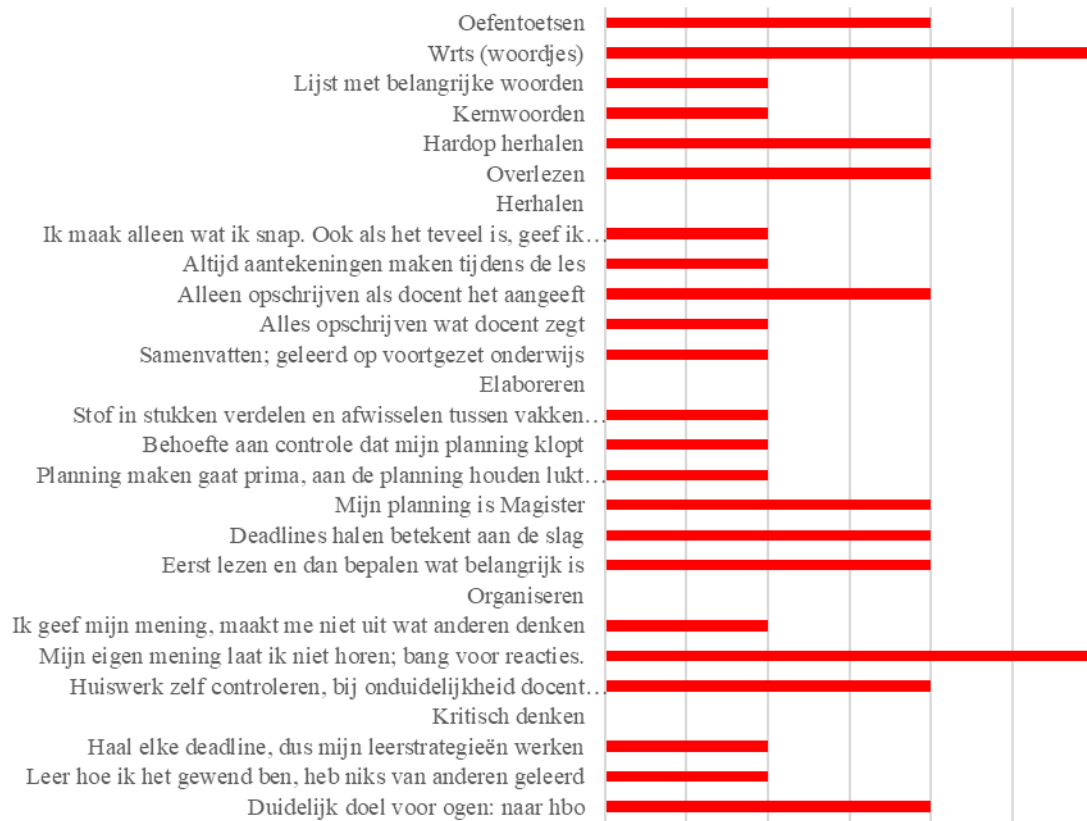 Oefentoetsen
Wrts (woordjes)
Lijst met belangrijke woorden
Kernwoorden
Hardop herhalen
Overlezen
Herhalen
Ik maak alleen wat ik snap. Ook als het teveel is, geef ik…
Altijd aantekeningen maken tijdens de les
Alleen opschrijven als docent het aangeeft
Alles opschrijven wat docent zegt
Samenvatten; geleerd op voortgezet onderwijs
Elaboreren
Stof in stukken verdelen en afwisselen tussen vakken…
Behoefte aan controle dat mijn planning klopt
Planning maken gaat prima, aan de planning houden lukt…
Mijn planning is Magister
Deadlines halen betekent aan de slag
Eerst lezen en dan bepalen wat belangrijk is
Organiseren
Ik geef mijn mening, maakt me niet uit wat anderen denken
Mijn eigen mening laat ik niet horen; bang voor reacties.
Huiswerk zelf controleren, bij onduidelijkheid docent…
Kritisch denken
Haal elke deadline, dus mijn leerstrategieën werken
Leer hoe ik het gewend ben, heb niks van anderen geleerd
Duidelijk doel voor ogen: naar hbo